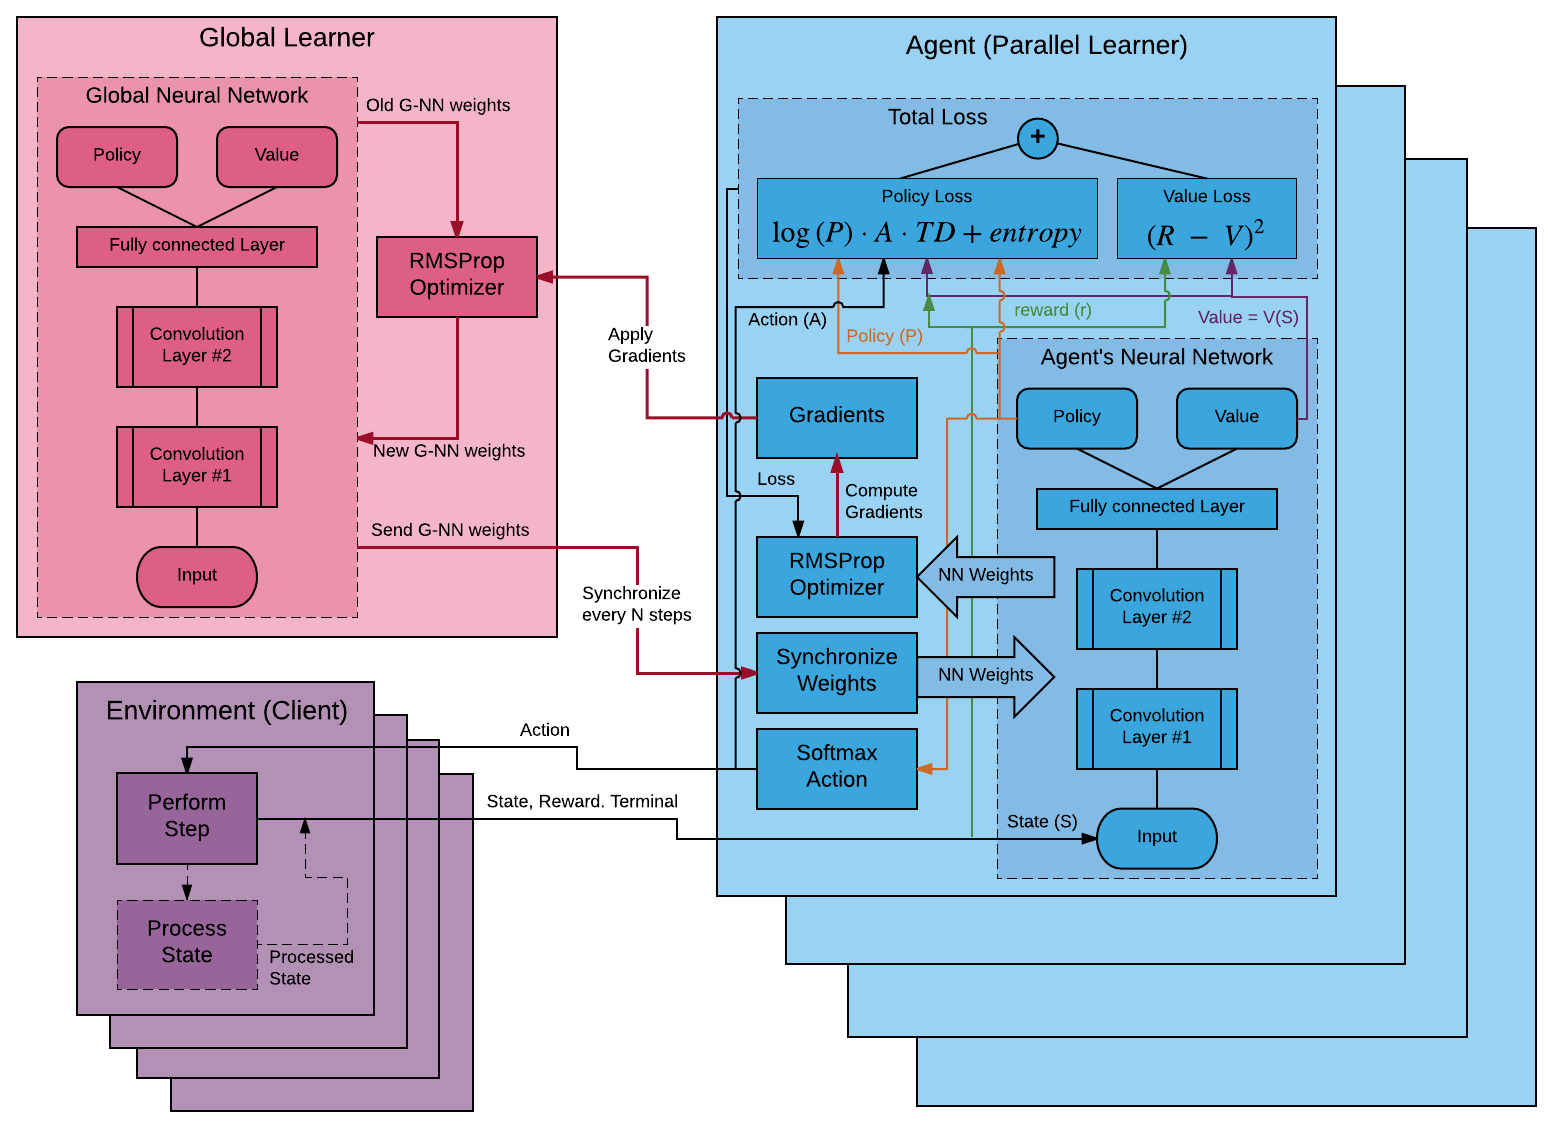 Global Learner
Global Neural Network
Policy
Value
Fully connected Layer
Convolution
Layer #2
Convolution
Layer #1
Input
Old G-NN weights
RMSProp
Optimizer
New G-NN weights
Send G-NN weights
Apply
Gradients
Synchronize
every N steps
Environment (Client)
Perform
Step
Process
State
Processed
State
Action
State, Reward. Terminal
Agent (Parallel Learner)
Total Loss
+
Policy Loss
log (P) · A · TD + entropy
Value Loss
(R − V)²
Action (A)
Policy (P)
reward (r)
Value = V(S)
Gradients
Loss
Compute
Gradients
RMSProp
Optimizer
NN Weights
Synchronize
Weights
NN Weights
Softmax
Action
Agent's Neural Network
Policy
Value
Fully connected Layer
Convolution
Layer #2
Convolution
Layer #1
State (S)
Input